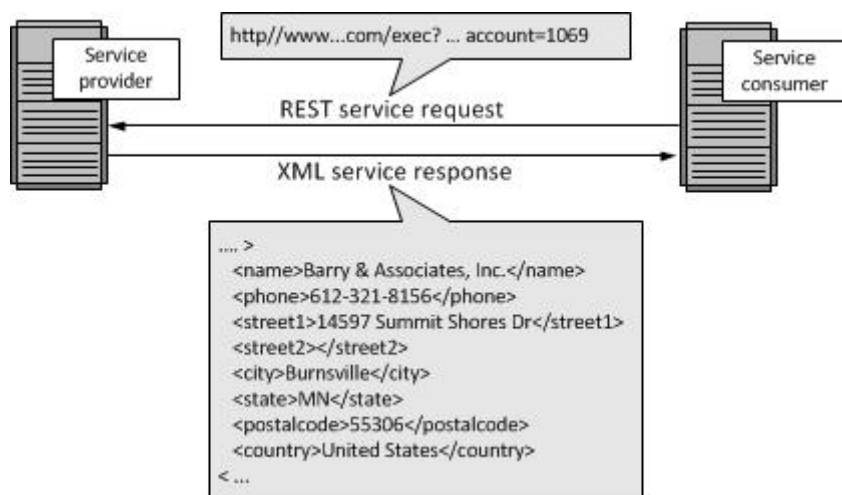 http//www...com/exec? ... account=1069
Service
provider
Service
consumer
REST service request
XML service response
.... >
<name>Barry & Associates, Inc.</name>
<phone>612-321-8156</phone>
<street1>14597 Summit Shores Dr</street1>
<street2></street2>
<city>Burnsville</city>
<state>MN</state>
<postalcode>55306</postalcode>
<country>United States</country>
< ...